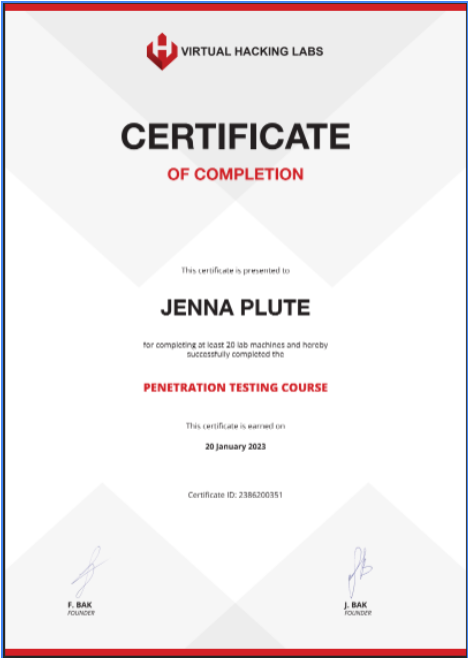 VIRTUAL HACKING LABS
CERTIFICATE
OF COMPLETION
This certificate is presented to
JENNA PLUTE
for completing at least 20 lab machines and hereby
successfully completed the
PENETRATION TESTING COURSE
This certificate is earned on
20 January 2023
Certificate ID: 2386200351
F. BAK
FOUNDER
J. BAK
FOUNDER